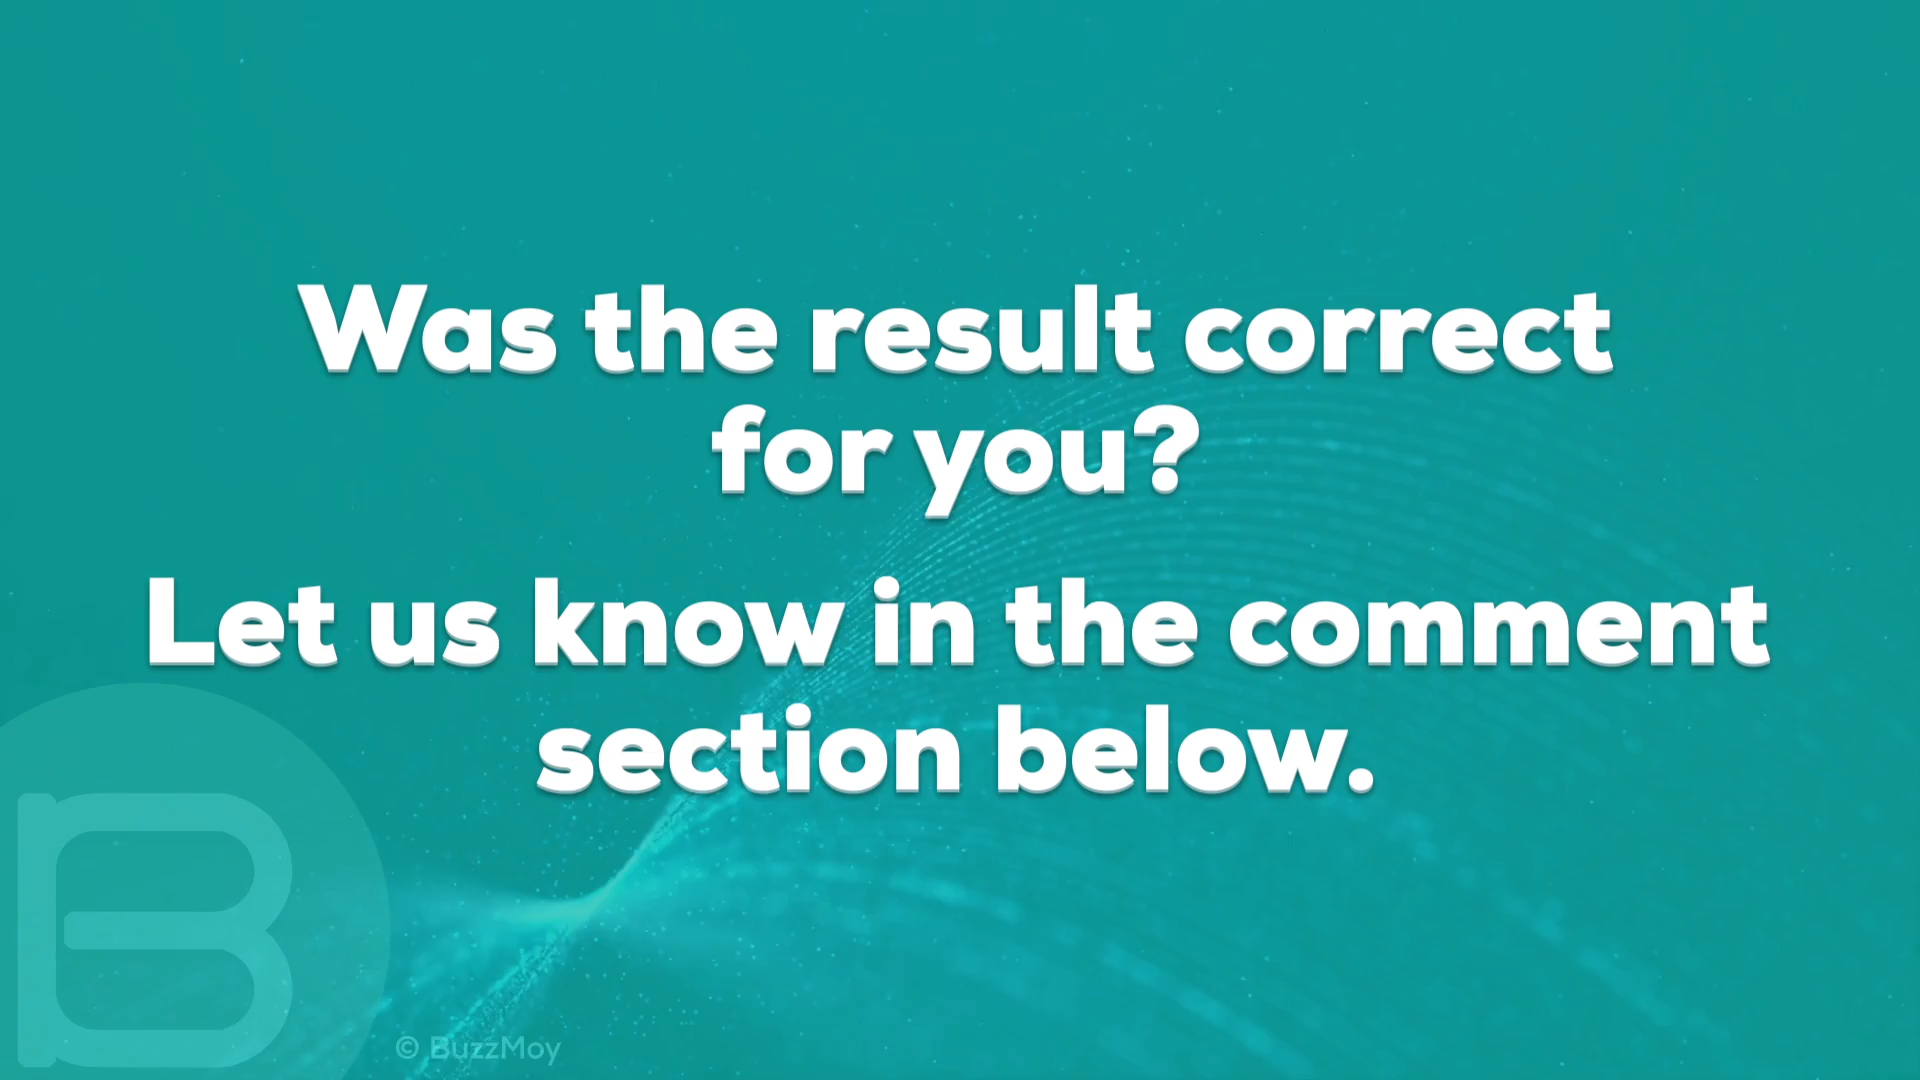 Was the result correct
for you?
Let us know in the comment
section below.
B
© BuzzMoy